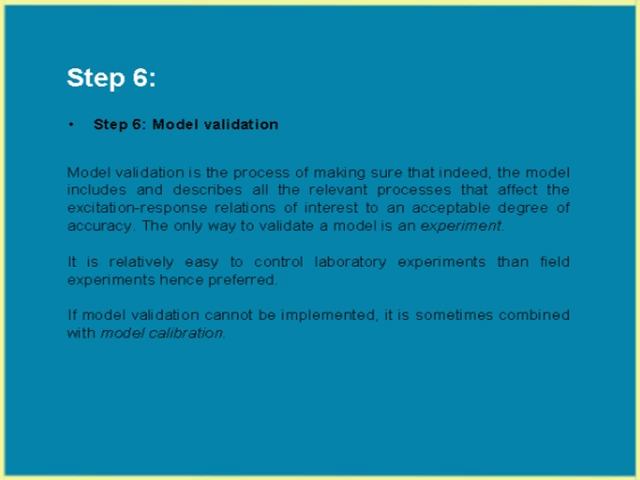 Step 6:
• Step 6: Model validation
Model validation is the process of making sure that indeed, the model
includes and describes all the relevant processes that affect the
excitation-response relations of interest to an acceptable degree of
accuracy. The only way to validate a model is an experiment.
It is relatively easy to control laboratory experiments than field
experiments hence preferred.
If model validation cannot be implemented, it is sometimes combined
with model calibration.